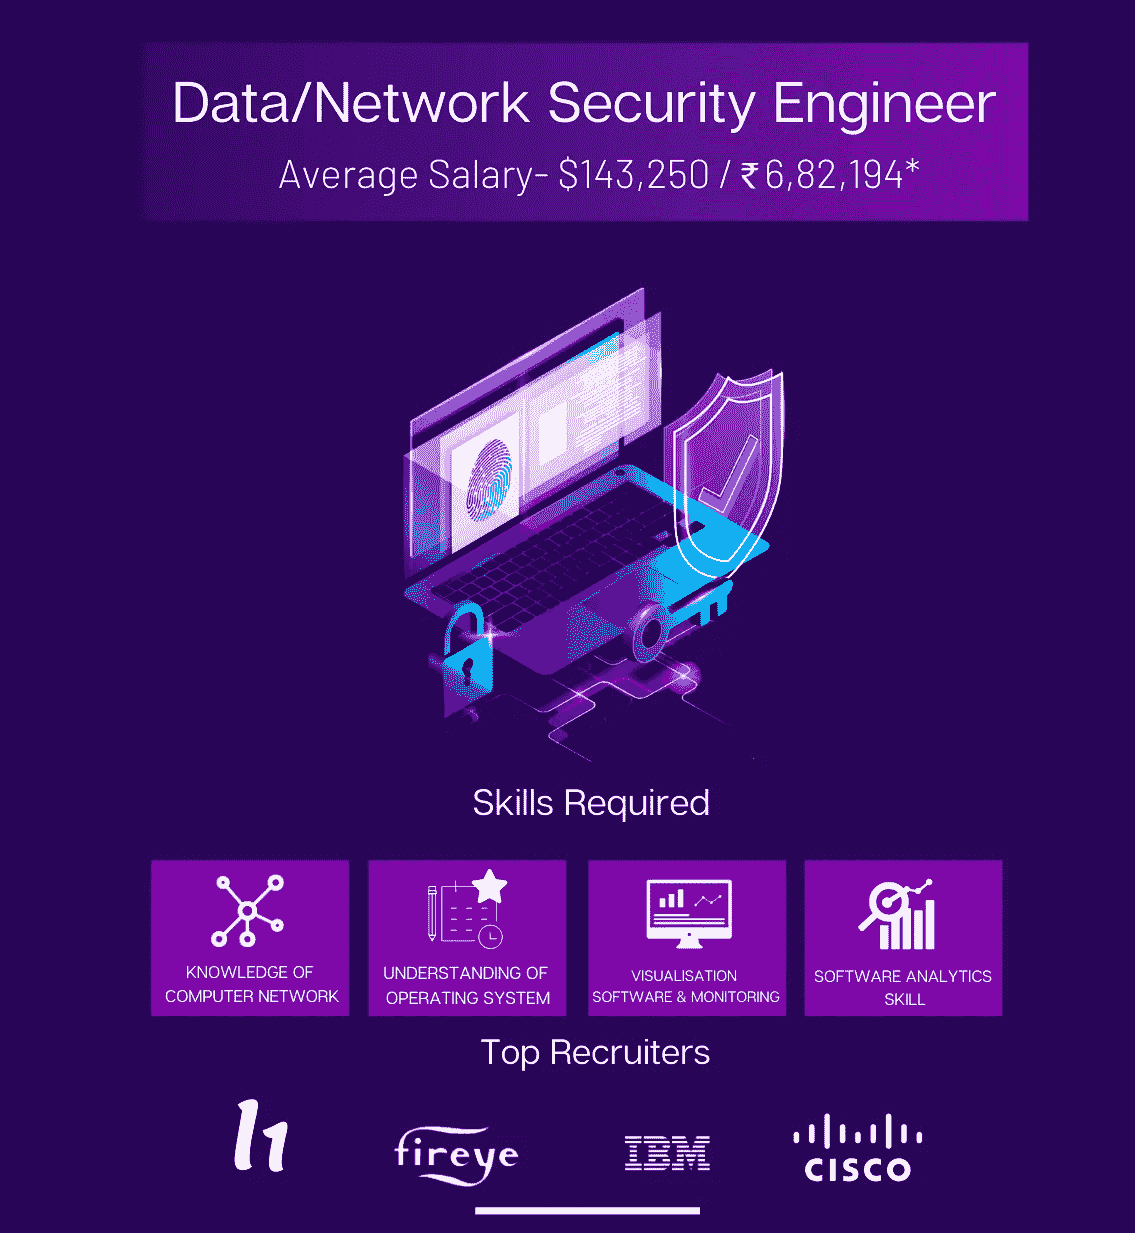 Data/Network Security Engineer
Average Salary- $143,250 / ₹6,82,194*
Skills Required
KNOWLEDGE OF
COMPUTER NETWORK
UNDERSTANDING OF
OPERATING SYSTEM
VISUALISATION
SOFTWARE & MONITORING
SOFTWARE ANALYTICS
SKILL
Top Recruiters
l1
fireye
IBM
CISCO